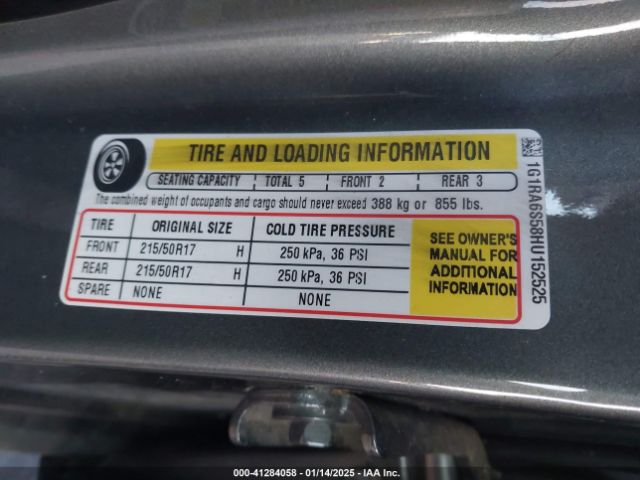 TIRE AND LOADING INFORMATION
SEATING CAPACITY TOTAL 5 FRONT 2 REAR 3
The combined weight of occupants and cargo should never exceed 388 kg or 855 lbs.
TIRE ORIGINAL SIZE COLD TIRE PRESSURE
FRONT 215/50R17 H 250 kPa, 36 PSI
REAR 215/50R17 H 250 kPa, 36 PSI
SPARE NONE NONE
SEE OWNER'S
MANUAL FOR
ADDITIONAL
INFORMATION
1G1RA6S58HU152525
000-41284058 - 01/14/2025 - IAA Inc.